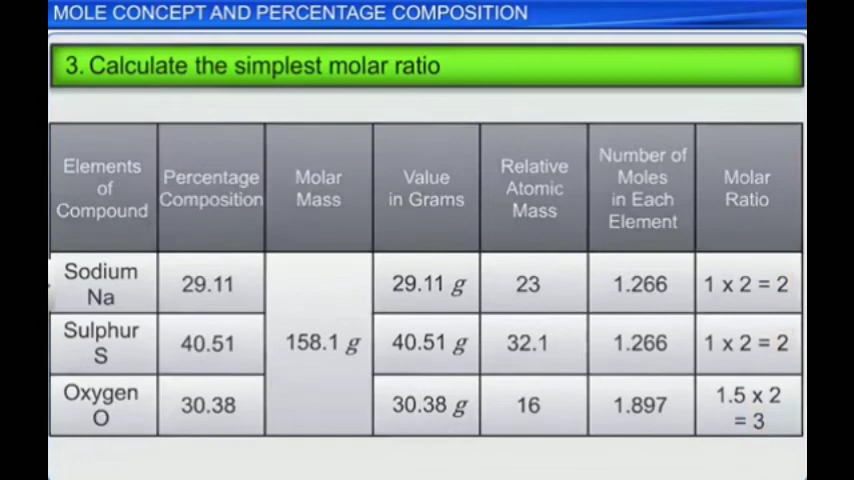 MOLE CONCEPT AND PERCENTAGE COMPOSITION
3. Calculate the simplest molar ratio
Elements
of
Compound
Percentage
Composition
Molar
Mass
Value
in Grams
Relative
Atomic
Mass
Number of
Moles
in Each
Element
Molar
Ratio
Sodium
Na
29.11
158.1 g
29.11 g
23
1.266
1 x 2 = 2
Sulphur
S
40.51
40.51 g
32.1
1.266
1 x 2 = 2
Oxygen
O
30.38
30.38 g
16
1.897
1.5 x 2
= 3